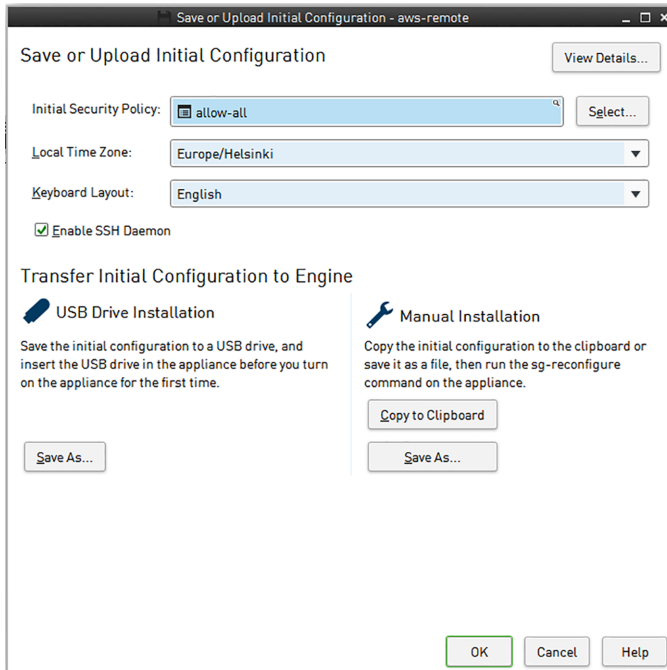 Save or Upload Initial Configuration - aws-remote
Save or Upload Initial Configuration
View Details...
Initial Security Policy:
allow-all
Select...
Local Time Zone:
Europe/Helsinki
Keyboard Layout:
English
Enable SSH Daemon
Transfer Initial Configuration to Engine
USB Drive Installation
Save the initial configuration to a USB drive, and
insert the USB drive in the appliance before you turn
on the appliance for the first time.
Save As...
Manual Installation
Copy the initial configuration to the clipboard or
save it as a file, then run the sg-reconfigure
command on the appliance.
Copy to Clipboard
Save As...
OK
Cancel
Help